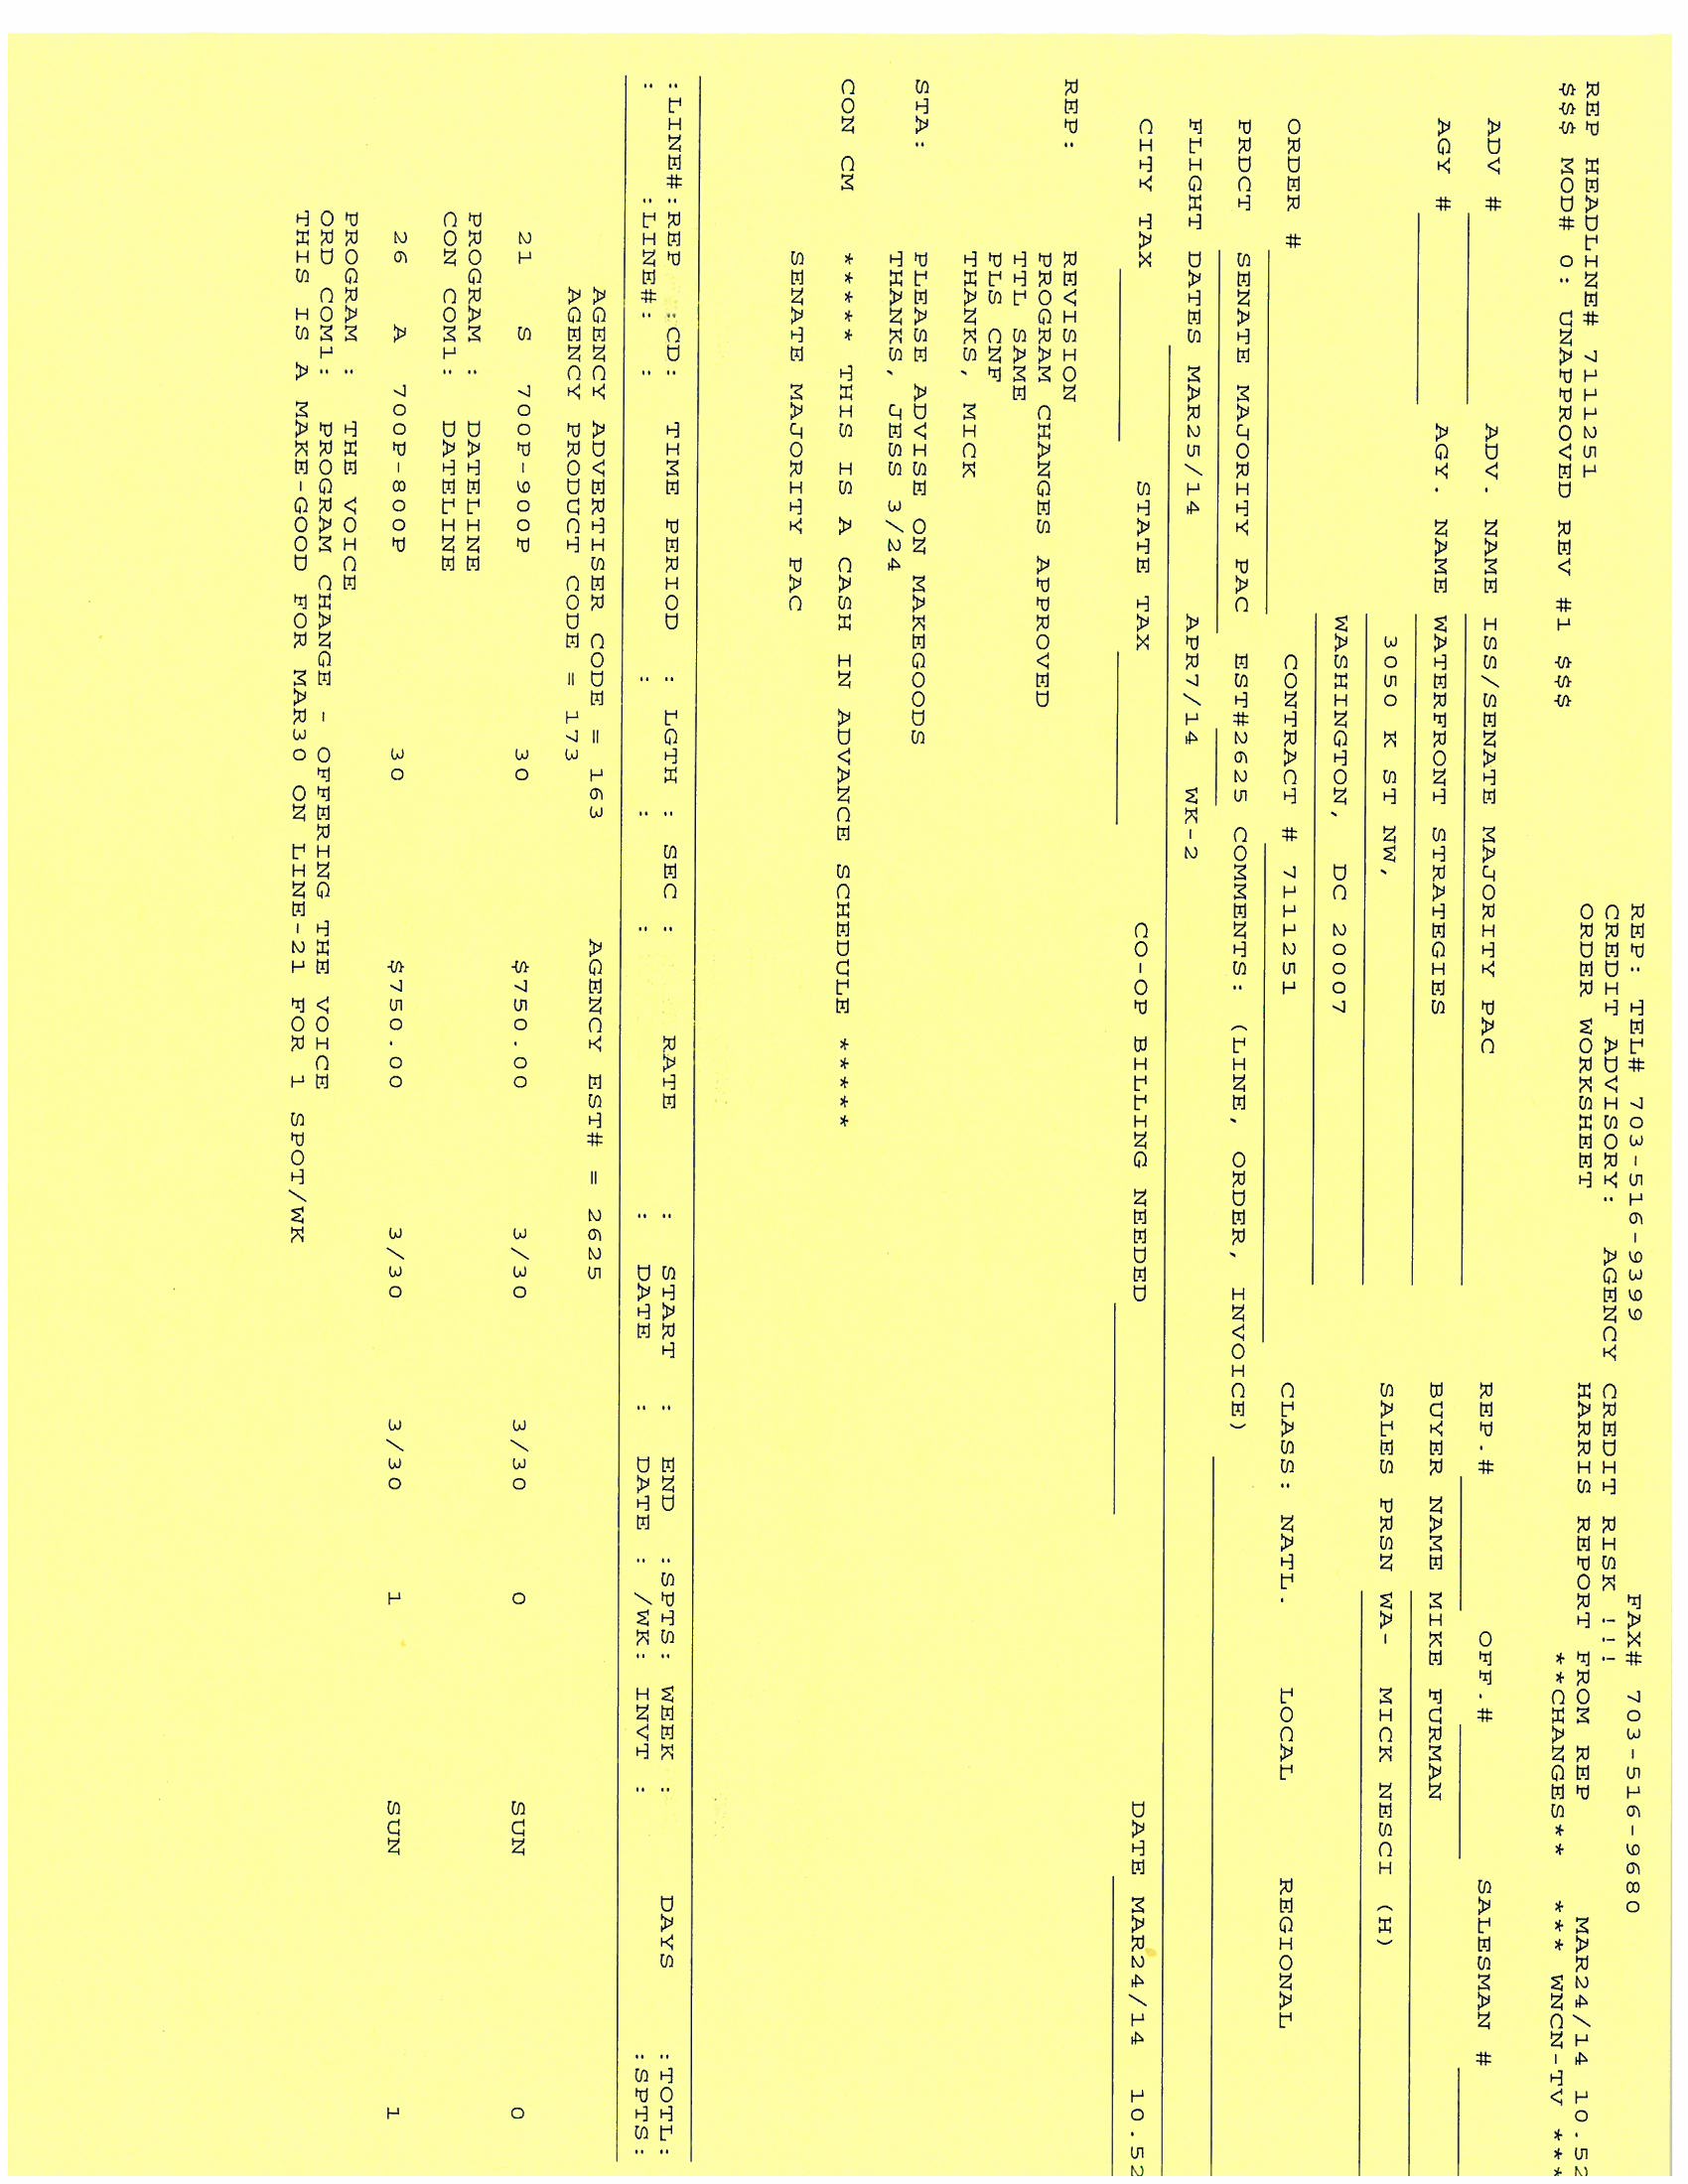 REP: TEL# 703-516-9399 FAX# 703-516-9680
CREDIT ADVISORY: AGENCY CREDIT RISK !!!
REP HEADLINE# 7111251 ORDER WORKSHEET HARRIS REPORT FROM REP MAR24/14 10.52
$$$ MOD# 0: UNAPPROVED REV #1 $$$ **CHANGES** *** WNCN-TV ***
ADV # ADV. NAME ISS/SENATE MAJORITY PAC REP.# OFF.# SALESMAN #
AGY # AGY. NAME WATERFRONT STRATEGIES BUYER NAME MIKE FURMAN
3050 K ST NW, SALES PRSN WA- MICK NESCI (H)
WASHINGTON, DC 20007
ORDER # CONTRACT # 7111251 CLASS: NATL. LOCAL REGIONAL
PRDCT SENATE MAJORITY PAC EST#2625 COMMENTS: (LINE, ORDER, INVOICE)
FLIGHT DATES MAR25/14 APR7/14 WK-2
CITY TAX STATE TAX CO-OP BILLING NEEDED DATE MAR24/14 10.52
REP: REVISION
PROGRAM CHANGES APPROVED
TTL SAME
PLS CNF
THANKS, MICK
STA: PLEASE ADVISE ON MAKEGOODS
THANKS, JESS 3/24
CON CM ***** THIS IS A CASH IN ADVANCE SCHEDULE *****
SENATE MAJORITY PAC
:LINE#:REP :CD: TIME PERIOD : LGTH : SEC : RATE : START : END :SPTS: WEEK : DAYS :TOTL:
: :LINE#: : : : : : DATE : DATE : /WK: INVT : :SPTS:
AGENCY ADVERTISER CODE = 163 AGENCY EST# = 2625
AGENCY PRODUCT CODE = 173
21 S 700P-900P 30 $750.00 3/30 3/30 0 SUN 0
PROGRAM : DATELINE
CON COM1: DATELINE
26 A 700P-800P 30 $750.00 3/30 3/30 1 SUN 1
PROGRAM : THE VOICE
ORD COM1: PROGRAM CHANGE - OFFERING THE VOICE
THIS IS A MAKE-GOOD FOR MAR30 ON LINE-21 FOR 1 SPOT/WK